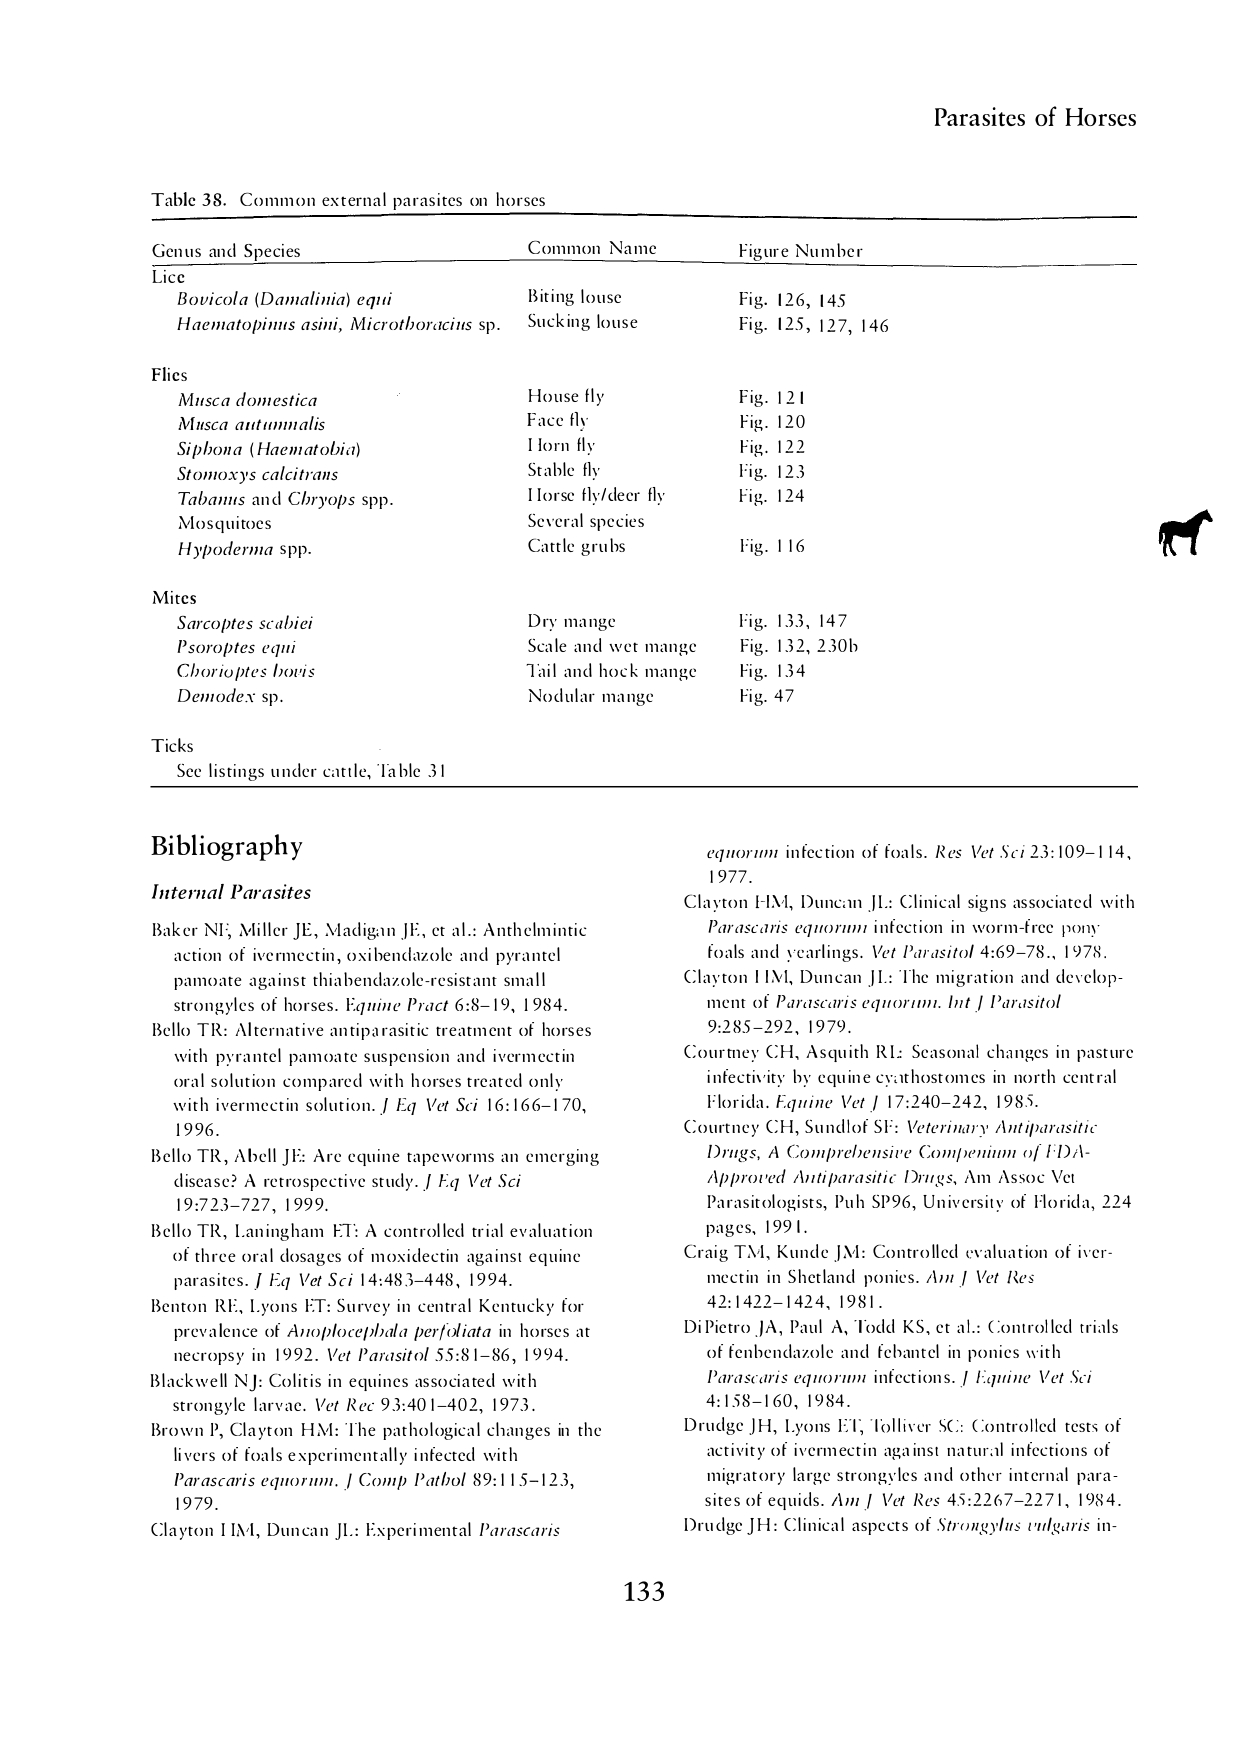 Parasites of Horses
Table 38. Common external parasites on horses
Genus and Species Common Name Figure Number
Lice
Bovicola (Damalinia) equi Biting louse Fig. 126, 145
Haematopinus asini, Microthoracius sp. Sucking louse Fig. 125, 127, 146
Flies
Musca domestica House fly Fig. 121
Musca autumnalis Face fly Fig. 120
Siphona (Haematobia) Horn fly Fig. 122
Stomoxys calcitrans Stable fly Fig. 123
Tabanus and Chryops spp. Horse fly/deer fly Fig. 124
Mosquitoes Several species
Hypoderma spp. Cattle grubs Fig. 116
Mites
Sarcoptes scabiei Dry mange Fig. 133, 147
Psoroptes equi Scale and wet mange Fig. 132, 230b
Chorioptes bovis Tail and hock mange Fig. 134
Demodex sp. Nodular mange Fig. 47
Ticks
See listings under cattle, Table 31
Bibliography
Internal Parasites
Baker NF, Miller JE, Madigan JE, et al.: Anthelmintic
action of ivermectin, oxibendazole and pyrantel
pamoate against thiabendazole-resistant small
strongyles of horses. Equine Pract 6:8–19, 1984.
Bello TR: Alternative antiparasitic treatment of horses
with pyrantel pamoate suspension and ivermectin
oral solution compared with horses treated only
with ivermectin solution. J Eq Vet Sci 16:166–170,
1996.
Bello TR, Abell JE: Are equine tapeworms an emerging
disease? A retrospective study. J Eq Vet Sci
19:723–727, 1999.
Bello TR, Laningham ET: A controlled trial evaluation
of three oral dosages of moxidectin against equine
parasites. J Eq Vet Sci 14:483–448, 1994.
Benton RE, Lyons ET: Survey in central Kentucky for
prevalence of Anoplocephala perfoliata in horses at
necropsy in 1992. Vet Parasitol 55:81–86, 1994.
Blackwell NJ: Colitis in equines associated with
strongyle larvae. Vet Rec 93:401–402, 1973.
Brown P, Clayton HM: The pathological changes in the
livers of foals experimentally infected with
Parascaris equorum. J Comp Pathol 89:115–123,
1979.
Clayton HM, Duncan JL: Experimental Parascaris
equorum infection of foals. Res Vet Sci 23:109–114,
1977.
Clayton HM, Duncan JL: Clinical signs associated with
Parascaris equorum infection in worm-free pony
foals and yearlings. Vet Parasitol 4:69–78., 1978.
Clayton HM, Duncan JL: The migration and develop-
ment of Parascaris equorum. Int J Parasitol
9:285–292, 1979.
Courtney CH, Asquith RL: Seasonal changes in pasture
infectivity by equine cyathostomes in north central
Florida. Equine Vet J 17:240–242, 1985.
Courtney CH, Sundlof SF: Veterinary Antiparasitic
Drugs, A Comprehensive Compenium of FDA-
Approved Antiparasitic Drugs, Am Assoc Vet
Parasitologists, Puh SP96, University of Florida, 224
pages, 1991.
Craig TM, Kunde JM: Controlled evaluation of iver-
mectin in Shetland ponies. Am J Vet Res
42:1422–1424, 1981.
DiPietro JA, Paul A, Todd KS, et al.: Controlled trials
of fenbendazole and febantel in ponies with
Parascaris equorum infections. J Equine Vet Sci
4:158–160, 1984.
Drudge JH, Lyons ET, Tolliver SC: Controlled tests of
activity of ivermectin against natural infections of
migratory large strongyles and other internal para-
sites of equids. Am J Vet Res 45:2267–2271, 1984.
Drudge JH: Clinical aspects of Strongylus vulgaris in-
133